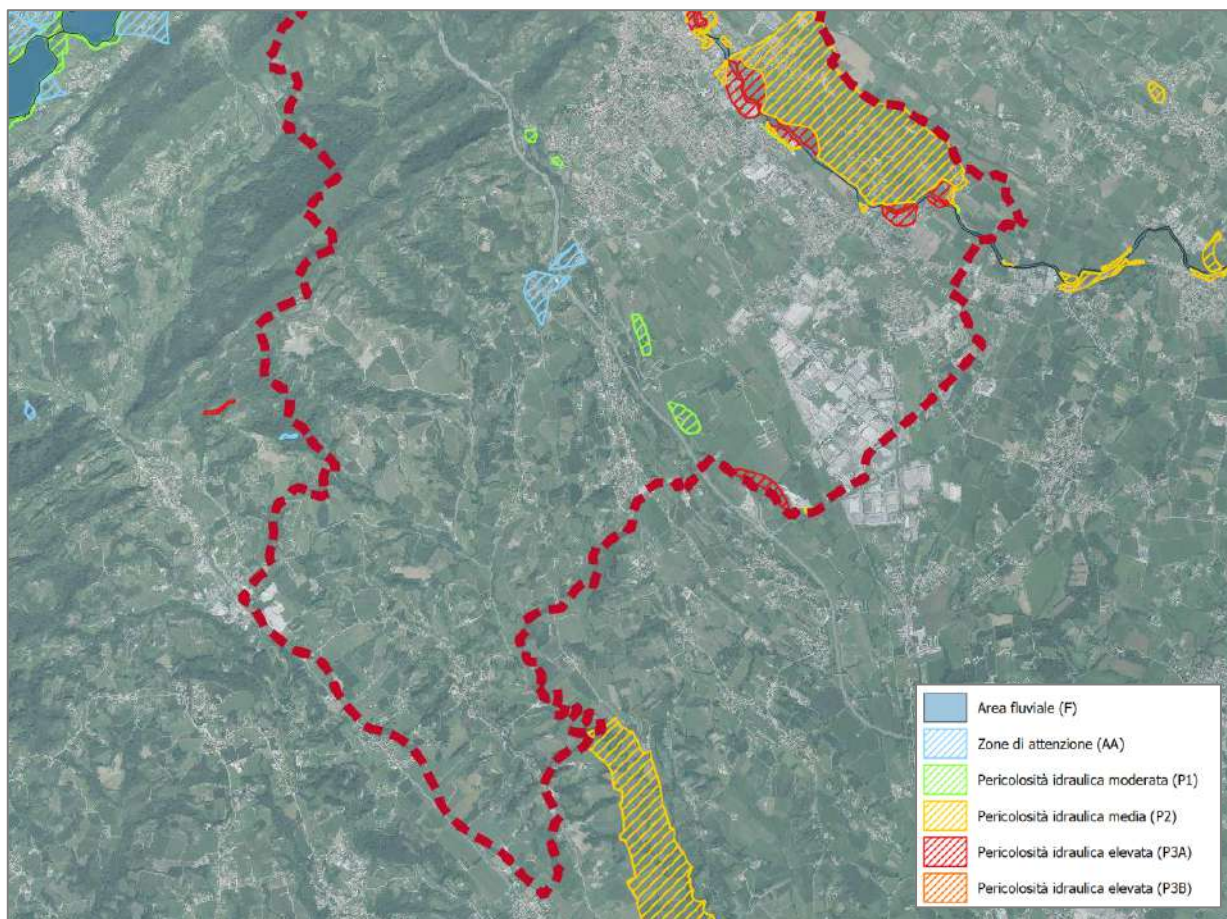 Area fluviale (F)
Zone di attenzione (AA)
Pericolosità idraulica moderata (P1)
Pericolosità idraulica media (P2)
Pericolosità idraulica elevata (P3A)
Pericolosità idraulica elevata (P3B)